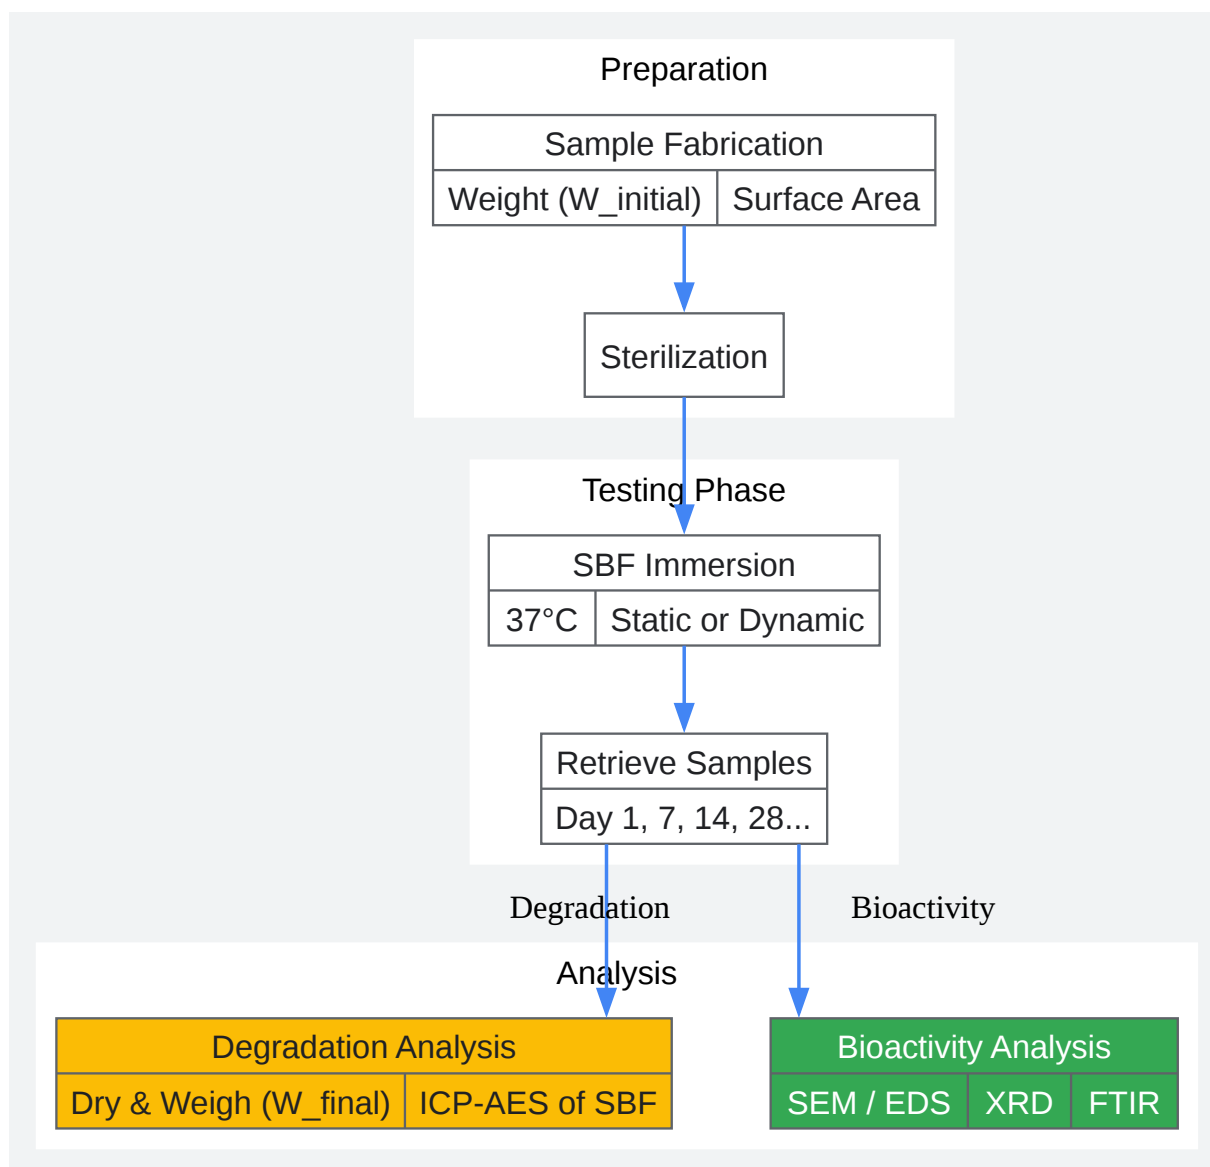 Preparation
Sample Fabrication
Weight (W_initial)
Surface Area
Sterilization
Testing Phase
SBF Immersion
37°C
Static or Dynamic
Retrieve Samples
Day 1, 7, 14, 28...
Degradation
Bioactivity
Analysis
Degradation Analysis
Dry & Weigh (W_final)
ICP-AES of SBF
Bioactivity Analysis
SEM / EDS
XRD
FTIR